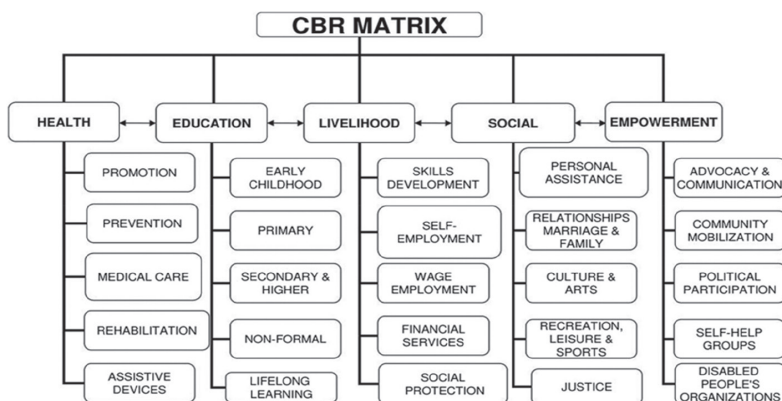 CBR MATRIX
HEALTH
EDUCATION
LIVELIHOOD
SOCIAL
EMPOWERMENT
PROMOTION
PREVENTION
MEDICAL CARE
REHABILITATION
ASSISTIVE
DEVICES
EARLY
CHILDHOOD
PRIMARY
SECONDARY &
HIGHER
NON-FORMAL
LIFELONG
LEARNING
SKILLS
DEVELOPMENT
SELF-
EMPLOYMENT
WAGE
EMPLOYMENT
FINANCIAL
SERVICES
SOCIAL
PROTECTION
PERSONAL
ASSISTANCE
RELATIONSHIPS
MARRIAGE &
FAMILY
CULTURE &
ARTS
RECREATION,
LEISURE &
SPORTS
JUSTICE
ADVOCACY &
COMMUNICATION
COMMUNITY
MOBILIZATION
POLITICAL
PARTICIPATION
SELF-HELP
GROUPS
DISABLED
PEOPLE'S
ORGANIZATIONS